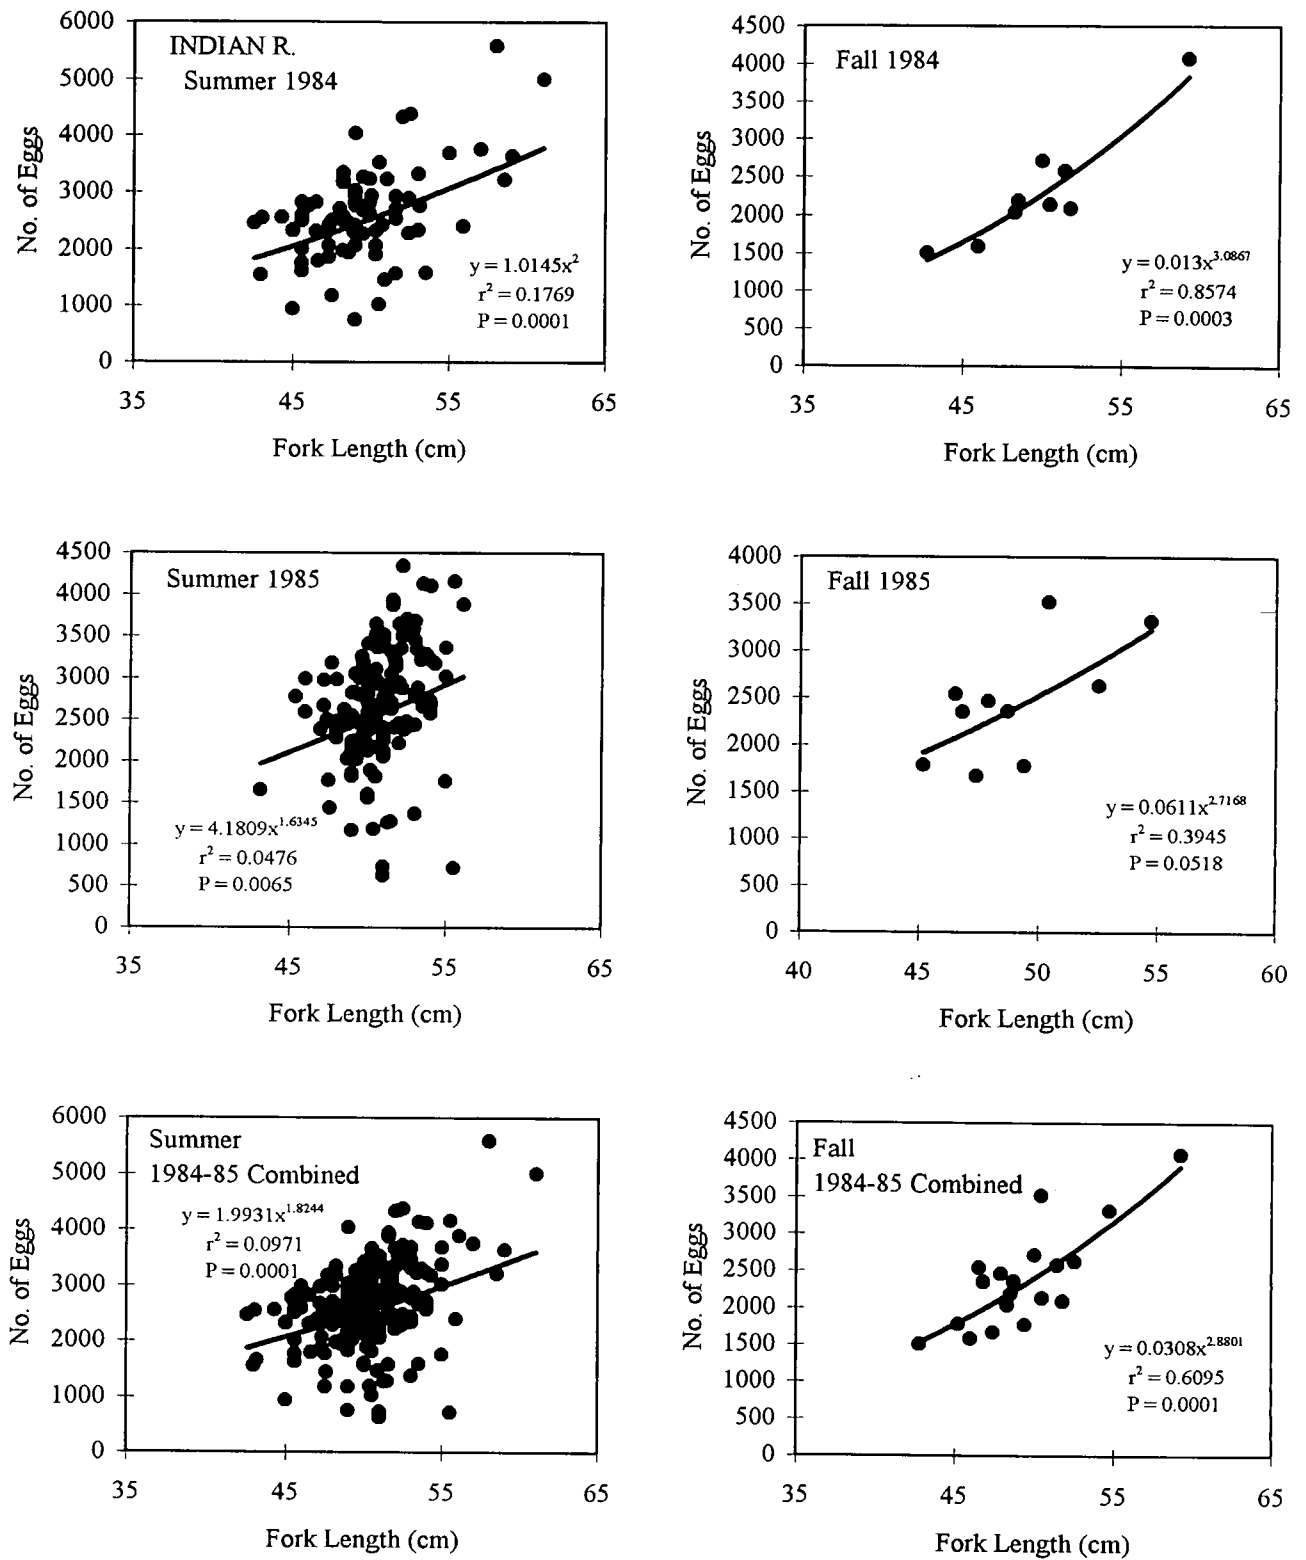 6000
5000
4000
3000
2000
1000
0
No. of Eggs
INDIAN R.
Summer 1984
y = 1.0145x²
r² = 0.1769
P = 0.0001
35 45 55 65
Fork Length (cm)
4500
4000
3500
3000
2500
2000
1500
1000
500
0
No. of Eggs
Fall 1984
y = 0.013x^3.0867
r² = 0.8574
P = 0.0003
35 45 55 65
Fork Length (cm)
4500
4000
3500
3000
2500
2000
1500
1000
500
0
No. of Eggs
Summer 1985
y = 4.1809x^1.6345
r² = 0.0476
P = 0.0065
35 45 55 65
Fork Length (cm)
4000
3500
3000
2500
2000
1500
1000
500
0
No. of Eggs
Fall 1985
y = 0.0611x^2.7168
r² = 0.3945
P = 0.0518
40 45 50 55 60
Fork Length (cm)
6000
5000
4000
3000
2000
1000
0
No. of Eggs
Summer
1984-85 Combined
y = 1.9931x^1.8244
r² = 0.0971
P = 0.0001
35 45 55 65
Fork Length (cm)
4500
4000
3500
3000
2500
2000
1500
1000
500
0
No. of Eggs
Fall
1984-85 Combined
y = 0.0308x^2.8801
r² = 0.6095
P = 0.0001
35 45 55 65
Fork Length (cm)